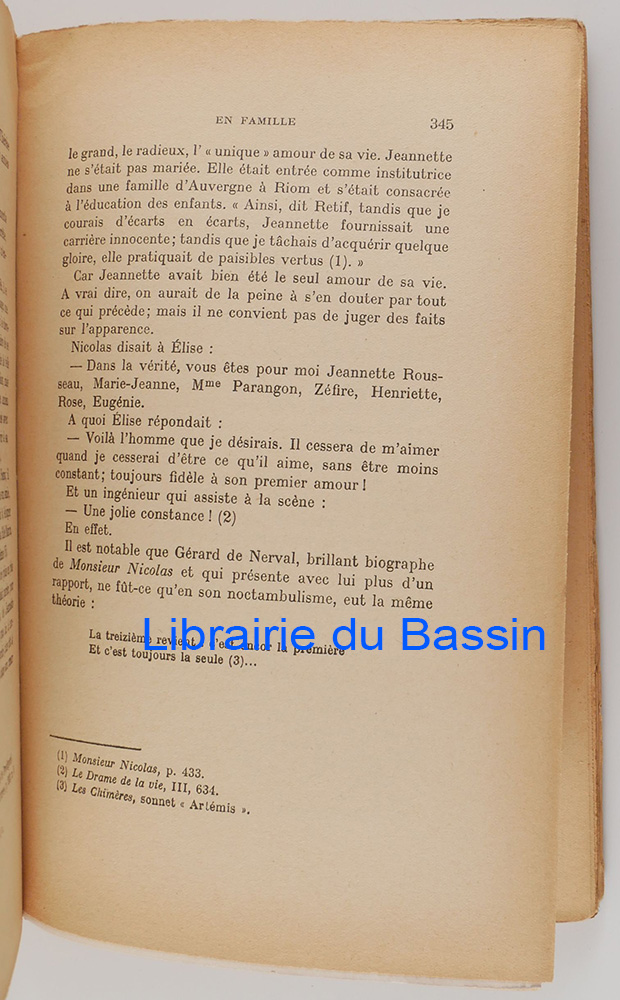 EN FAMILLE 345
le grand, le radieux, l' « unique » amour de sa vie. Jeannette
ne s'était pas mariée. Elle était entrée comme institutrice
dans une famille d'Auvergne à Riom et s'était consacrée
à l'éducation des enfants. « Ainsi, dit Retif, tandis que je
courais d'écarts en écarts, Jeannette fournissait une
carrière innocente; tandis que je tâchais d'acquérir quelque
gloire, elle pratiquait de paisibles vertus (1). »
Car Jeannette avait bien été le seul amour de sa vie.
A vrai dire, on aurait de la peine à s'en douter par tout
ce qui précède; mais il ne convient pas de juger des faits
sur l'apparence.
Nicolas disait à Élise :
— Dans la vérité, vous êtes pour moi Jeannette Rous-
seau, Marie-Jeanne, Mme Parangon, Zéfire, Henriette,
Rose, Eugénie.
A quoi Élise répondait :
— Voilà l'homme que je désirais. Il cessera de m'aimer
quand je cesserai d'être ce qu'il aime, sans être moins
constant; toujours fidèle à son premier amour !
Et un ingénieur qui assiste à la scène :
— Une jolie constance ! (2)
En effet.
Il est notable que Gérard de Nerval, brillant biographe
de Monsieur Nicolas et qui présente avec lui plus d'un
rapport, ne fût-ce qu'en son noctambulisme, eut la même
théorie :
La treizième revient, c'est encor la première
Et c'est toujours la seule (3)...
Librairie du Bassin
(1) Monsieur Nicolas, p. 433.
(2) Le Drame de la vie, III, 634.
(3) Les Chimères, sonnet « Artémis ».